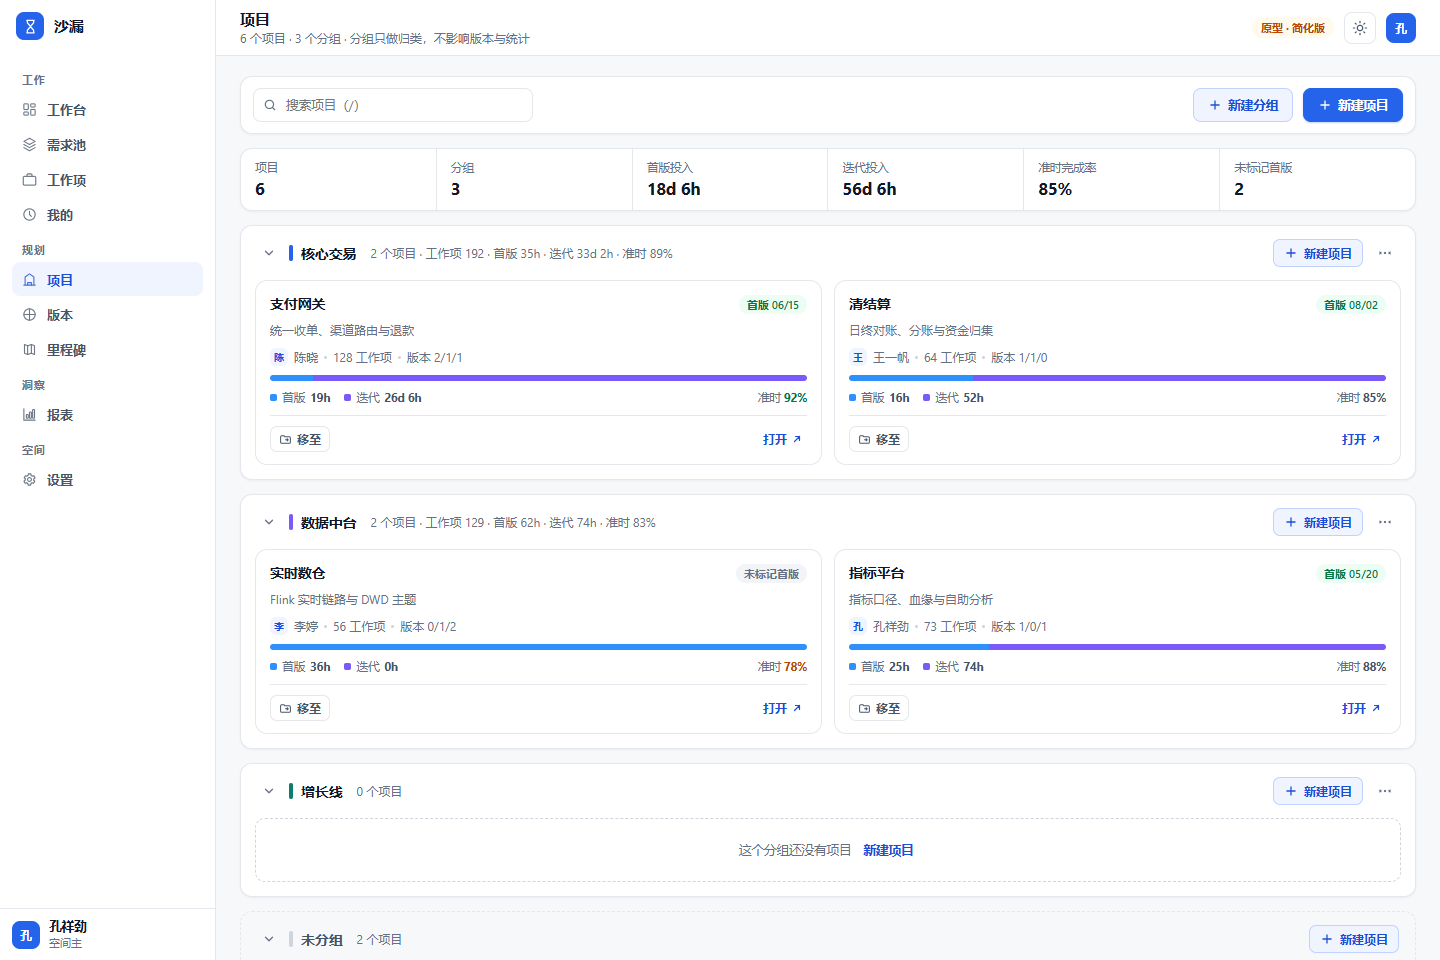 沙漏
工作
工作台
需求池
工作项
我的
规划
项目
版本
里程碑
洞察
报表
空间
设置
孔
孔祥劲
空间主
项目
6 个项目 · 3 个分组 · 分组只做归类，不影响版本与统计
原型 · 简化版
孔
搜索项目（/）
新建分组
新建项目
项目
6
分组
3
首版投入
18d 6h
迭代投入
56d 6h
准时完成率
85%
未标记首版
2
核心交易 2 个项目 · 工作项 192 · 首版 35h · 迭代 33d 2h · 准时 89%
新建项目
支付网关
首版 06/15
统一收单、渠道路由与退款
陈 陈晓 · 128 工作项 · 版本 2/1/1
首版 19h 迭代 26d 6h 准时 92%
移至
打开
清结算
首版 08/02
日终对账、分账与资金归集
王 王一帆 · 64 工作项 · 版本 1/1/0
首版 16h 迭代 52h 准时 85%
移至
打开
数据中台 2 个项目 · 工作项 129 · 首版 62h · 迭代 74h · 准时 83%
新建项目
实时数仓
未标记首版
Flink 实时链路与 DWD 主题
李 李婷 · 56 工作项 · 版本 0/1/2
首版 36h 迭代 0h 准时 78%
移至
打开
指标平台
首版 05/20
指标口径、血缘与自助分析
孔 孔祥劲 · 73 工作项 · 版本 1/0/1
首版 25h 迭代 74h 准时 88%
移至
打开
增长线 0 个项目
新建项目
这个分组还没有项目 新建项目
未分组 2 个项目
新建项目